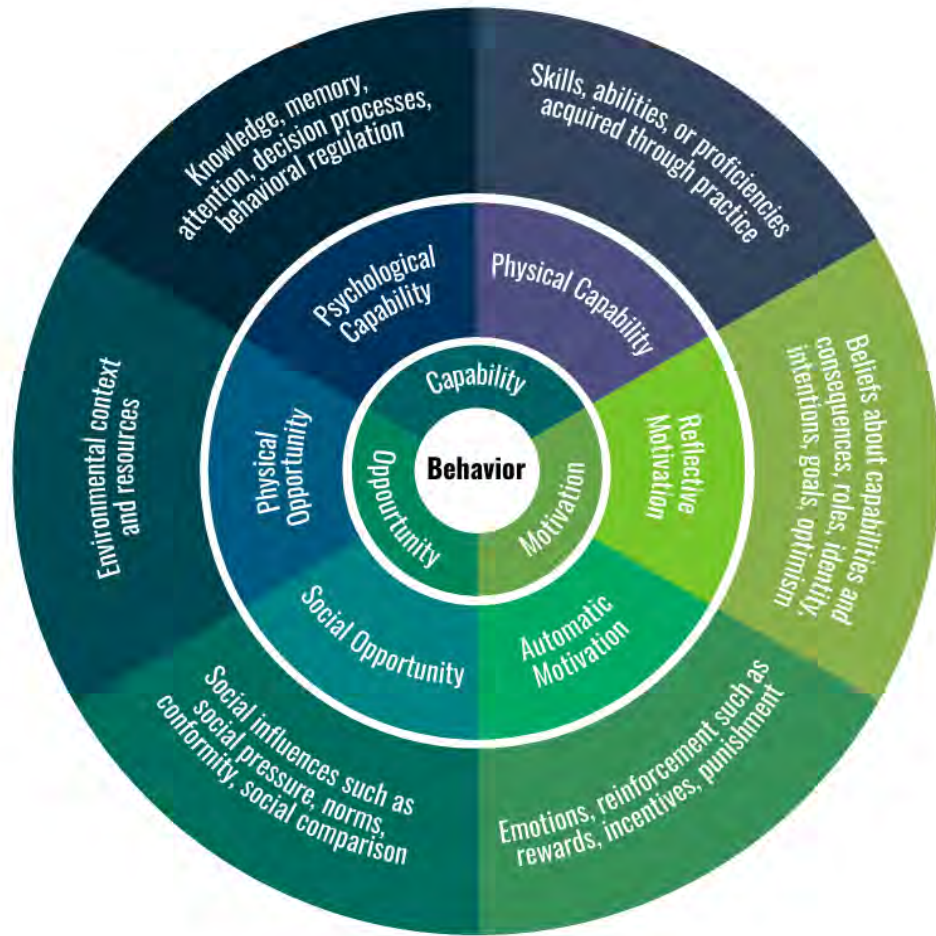 Knowledge, memory,
attention, decision processes,
behavioral regulation
Skills, abilities, or proficiencies
acquired through practice
Psychological
Capability
Physical Capability
Capability
Environmental context
and resources
Physical
Opportunity
Oppourtunity
Behavior
Motivation
Reflective
Motivation
Beliefs about capabilities and
consequences, roles, identity,
intentions, goals, optimism
Social Opportunity
Automatic
Motivation
Social influences such as
social pressure, norms,
conformity, social comparison
Emotions, reinforcement such as
rewards, incentives, punishment